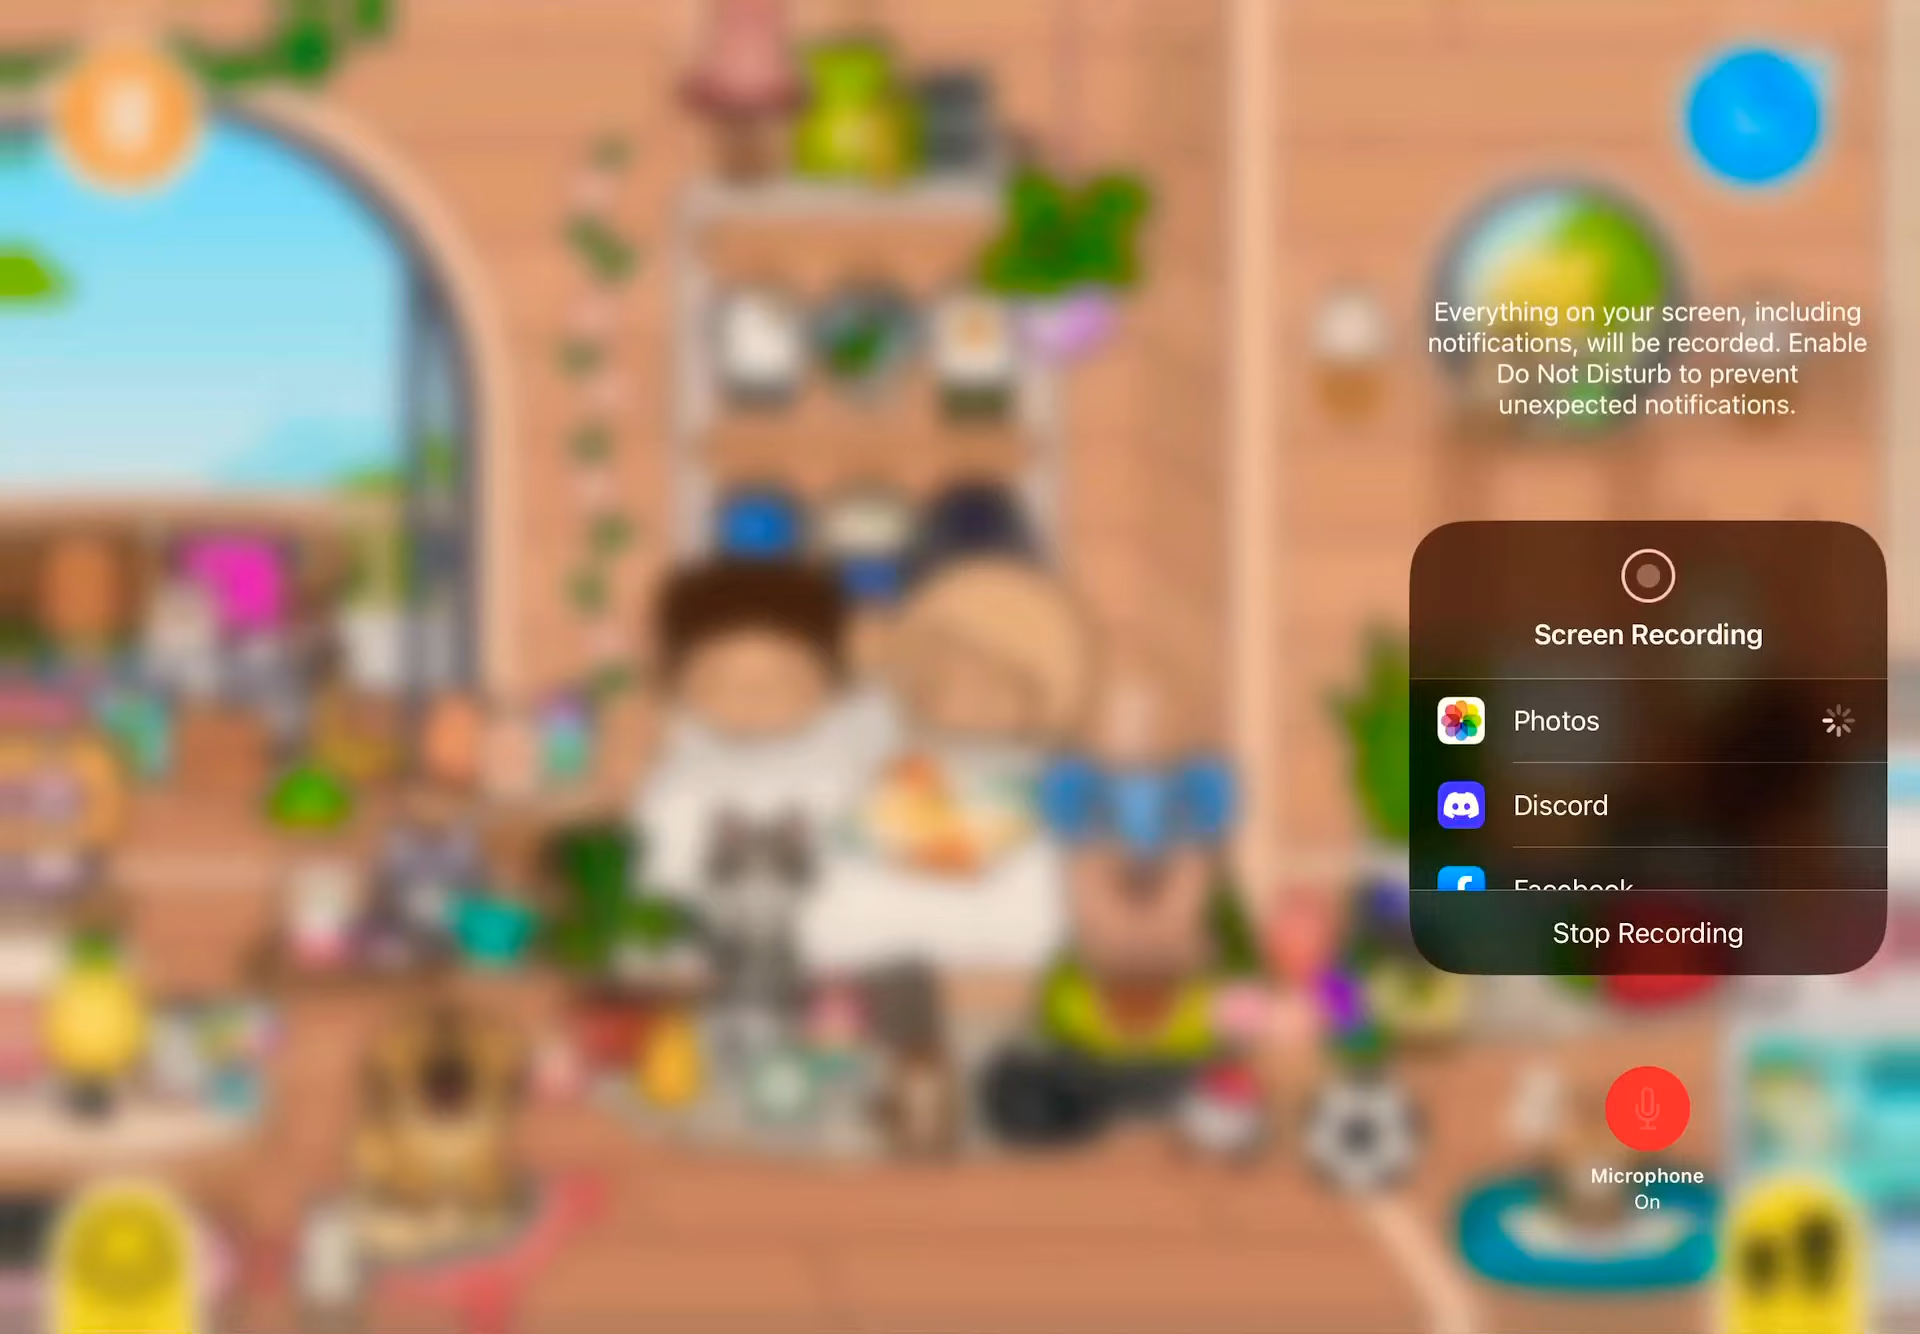 Everything on your screen, including
notifications, will be recorded. Enable
Do Not Disturb to prevent
unexpected notifications.
Screen Recording
Photos
Discord
Facebook
Stop Recording
Microphone
On